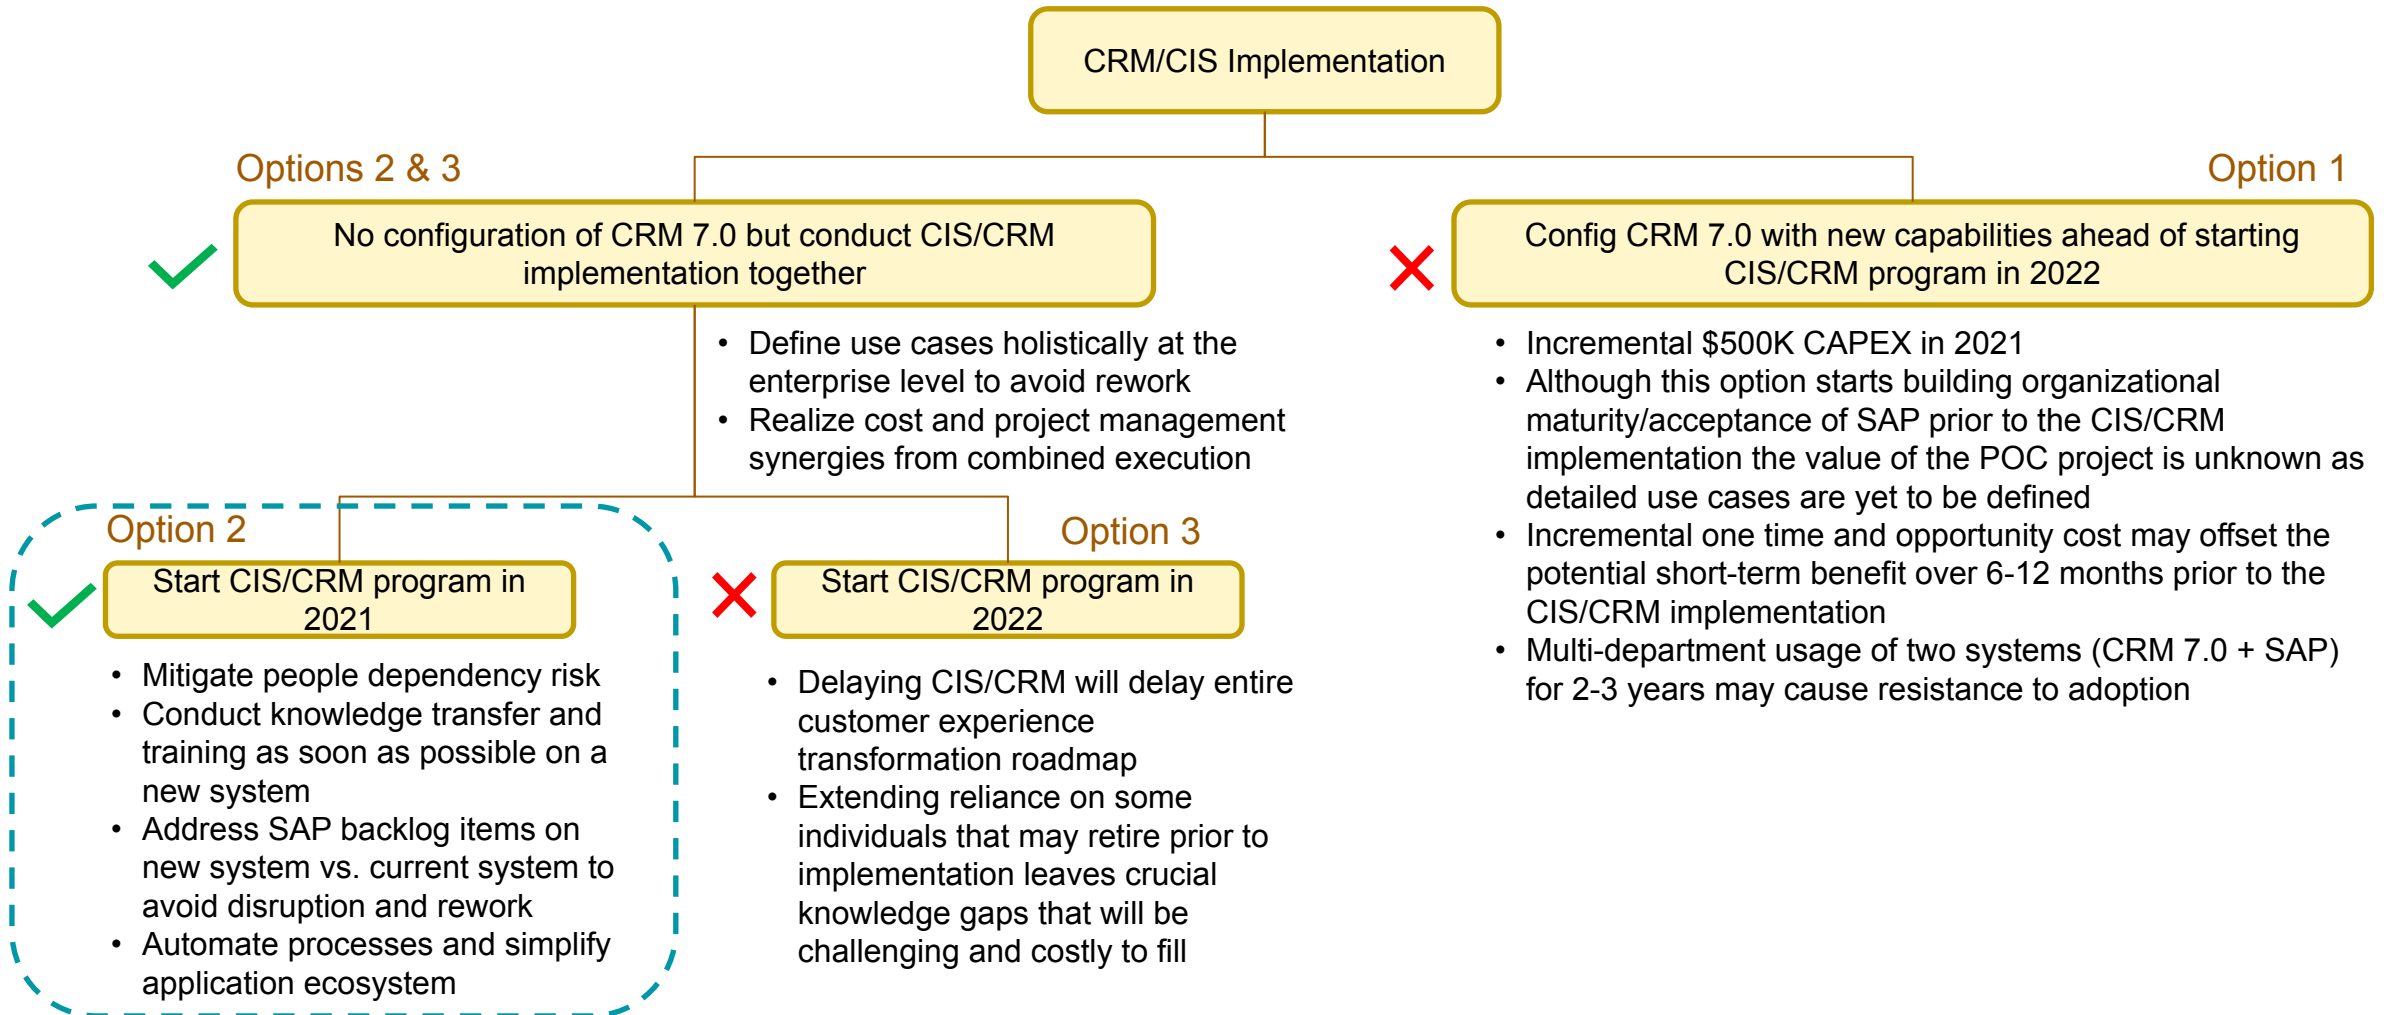 CRM/CIS Implementation
Options 2 & 3
Option 1
No configuration of CRM 7.0 but conduct CIS/CRM
implementation together
Config CRM 7.0 with new capabilities ahead of starting
CIS/CRM program in 2022
• Define use cases holistically at the
enterprise level to avoid rework
• Realize cost and project management
synergies from combined execution
• Incremental $500K CAPEX in 2021
• Although this option starts building organizational
maturity/acceptance of SAP prior to the CIS/CRM
implementation the value of the POC project is unknown as
detailed use cases are yet to be defined
• Incremental one time and opportunity cost may offset the
potential short-term benefit over 6-12 months prior to the
CIS/CRM implementation
• Multi-department usage of two systems (CRM 7.0 + SAP)
for 2-3 years may cause resistance to adoption
Option 2
Start CIS/CRM program in
2021
• Mitigate people dependency risk
• Conduct knowledge transfer and
training as soon as possible on a
new system
• Address SAP backlog items on
new system vs. current system to
avoid disruption and rework
• Automate processes and simplify
application ecosystem
Option 3
Start CIS/CRM program in
2022
• Delaying CIS/CRM will delay entire
customer experience
transformation roadmap
• Extending reliance on some
individuals that may retire prior to
implementation leaves crucial
knowledge gaps that will be
challenging and costly to fill